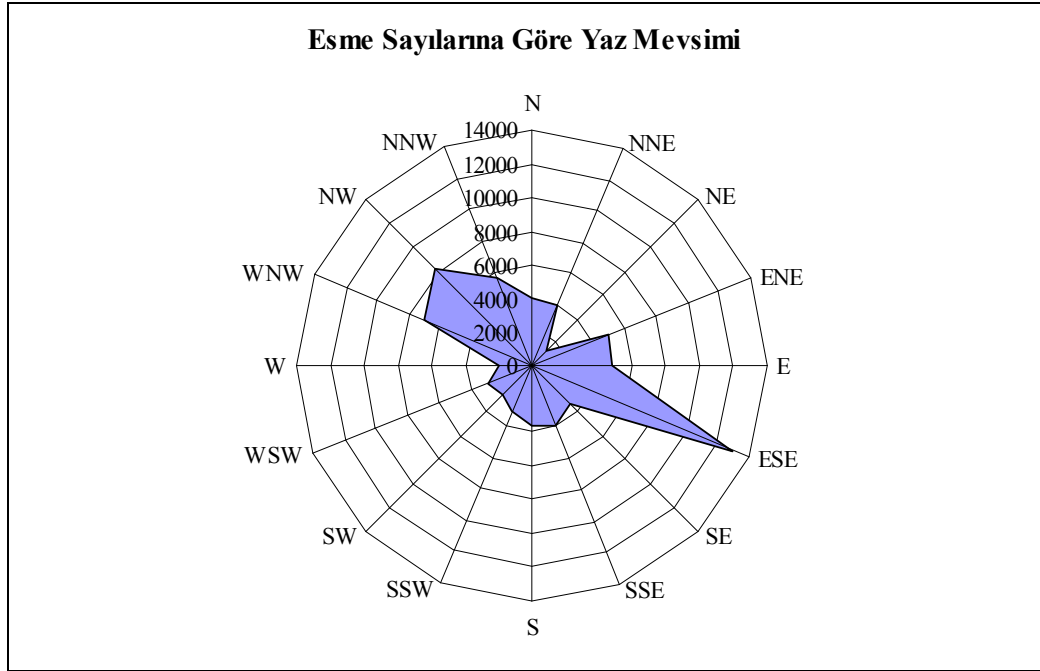 Esme Sayılarına Göre Yaz Mevsimi
N
NNE
NE
ENE
E
ESE
SE
SSE
S
SSW
SW
WSW
W
WNW
NW
NNW
14000
12000
10000
8000
6000
4000
2000
0